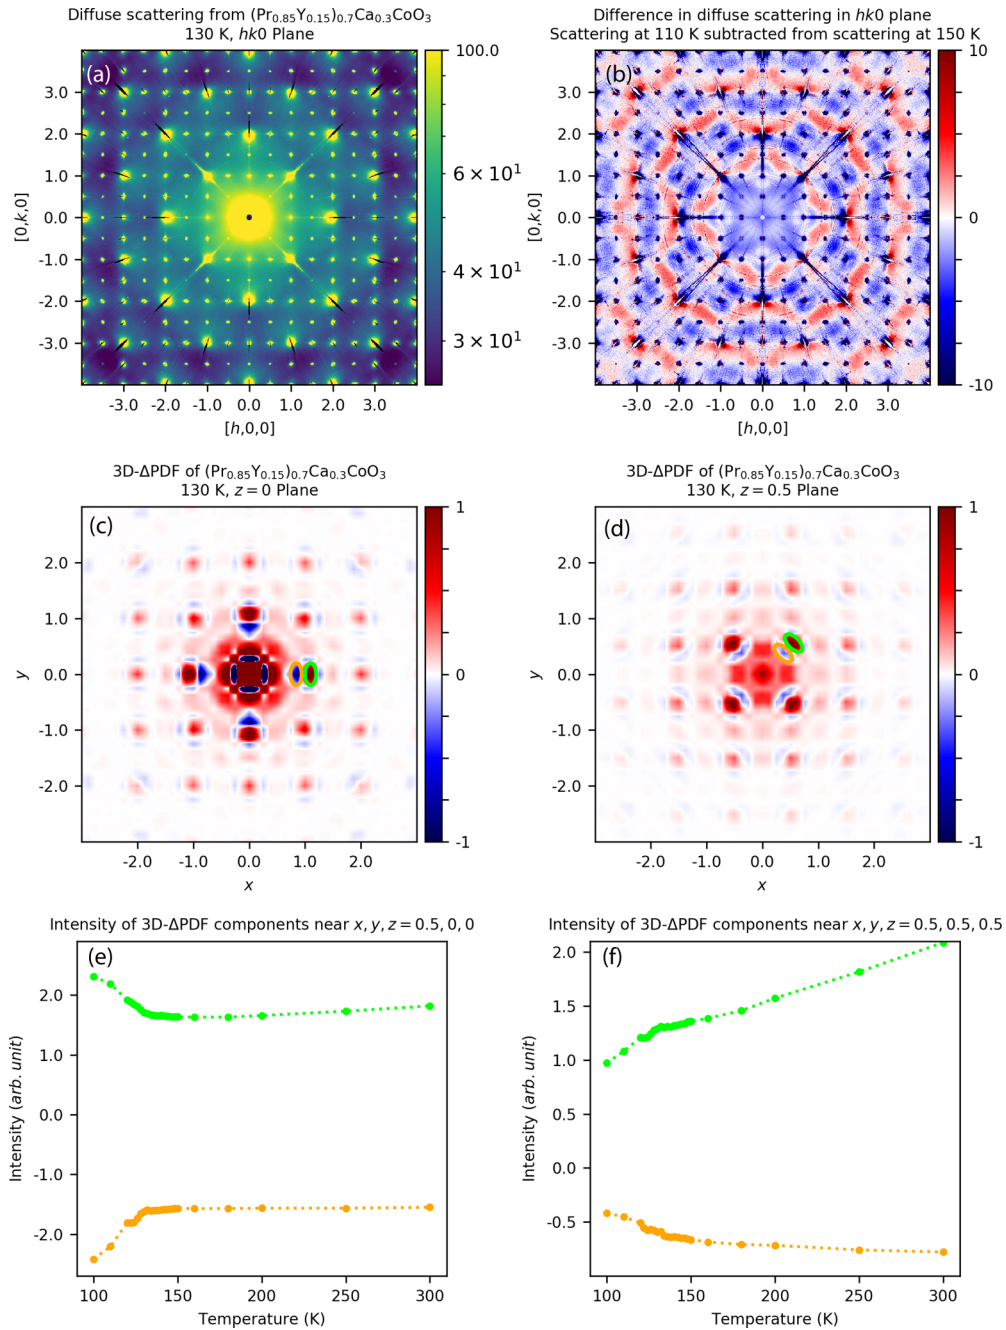 Diffuse scattering from (Pr0.85Y0.15)0.7Ca0.3CoO3
130 K, hk0 Plane
(a)
100.0
6 × 10¹
4 × 10¹
3 × 10¹
4.0
3.0
2.0
1.0
0.0
-1.0
-2.0
-3.0
[0,k,0]
-3.0 -2.0 -1.0 0.0 1.0 2.0 3.0
[h,0,0]
Difference in diffuse scattering in hk0 plane
Scattering at 110 K subtracted from scattering at 150 K
(b)
10
5
0
-5
-10
3.0
2.0
1.0
0.0
-1.0
-2.0
-3.0
[0,k,0]
-3.0 -2.0 -1.0 0.0 1.0 2.0 3.0
[h,0,0]
3D-ΔPDF of (Pr0.85Y0.15)0.7Ca0.3CoO3
130 K, z = 0 Plane
(c)
1
0
-1
2.0
1.0
0.0
-1.0
-2.0
y
-2.0 -1.0 0.0 1.0 2.0
x
3D-ΔPDF of (Pr0.85Y0.15)0.7Ca0.3CoO3
130 K, z = 0.5 Plane
(d)
1
0
-1
2.0
1.0
0.0
-1.0
-2.0
y
-2.0 -1.0 0.0 1.0 2.0
x
Intensity of 3D-ΔPDF components near x, y, z = 0.5, 0, 0
(e)
2.0
1.0
0.0
-1.0
-2.0
Intensity (arb. unit)
100 150 200 250 300
Temperature (K)
Intensity of 3D-ΔPDF components near x, y, z = 0.5, 0.5, 0.5
(f)
2.0
1.5
1.0
0.5
0.0
-0.5
Intensity (arb. unit)
100 150 200 250 300
Temperature (K)